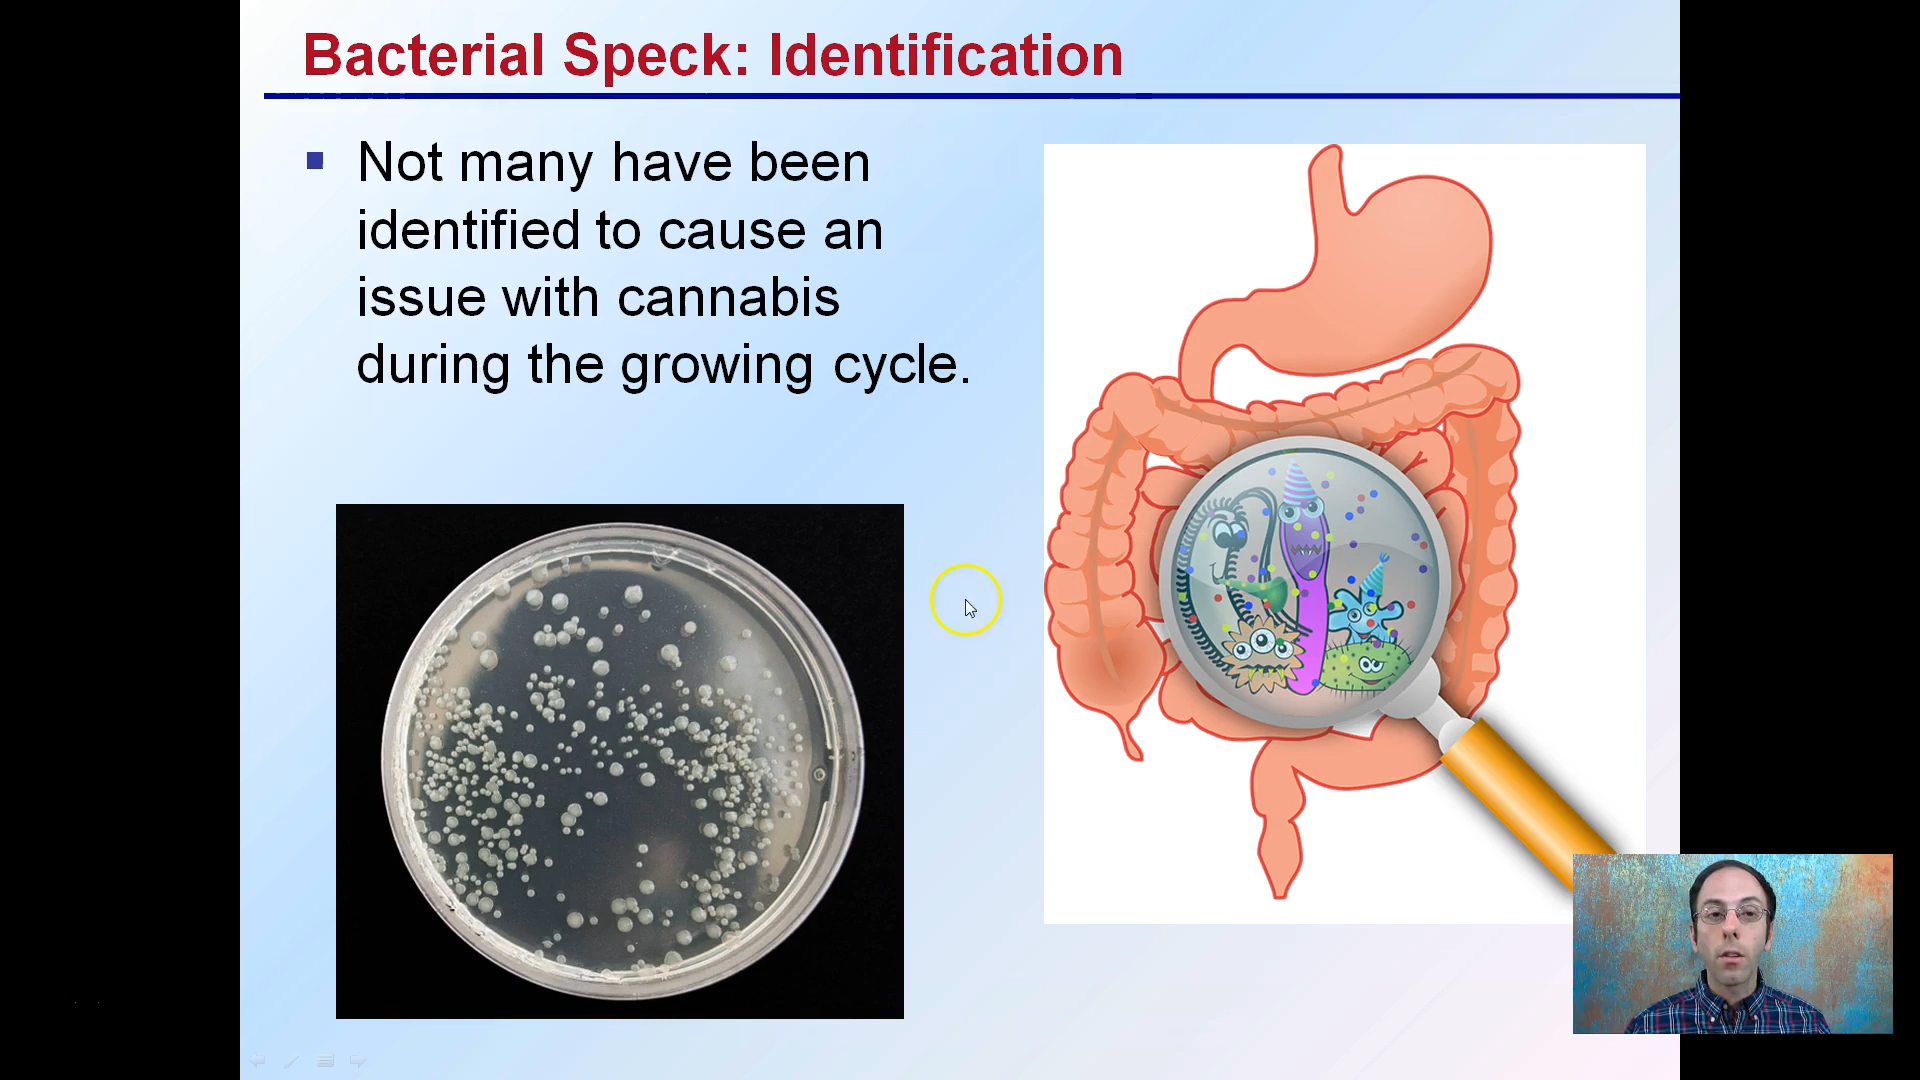 Bacterial Speck: Identification
Not many have been
identified to cause an
issue with cannabis
during the growing cycle.